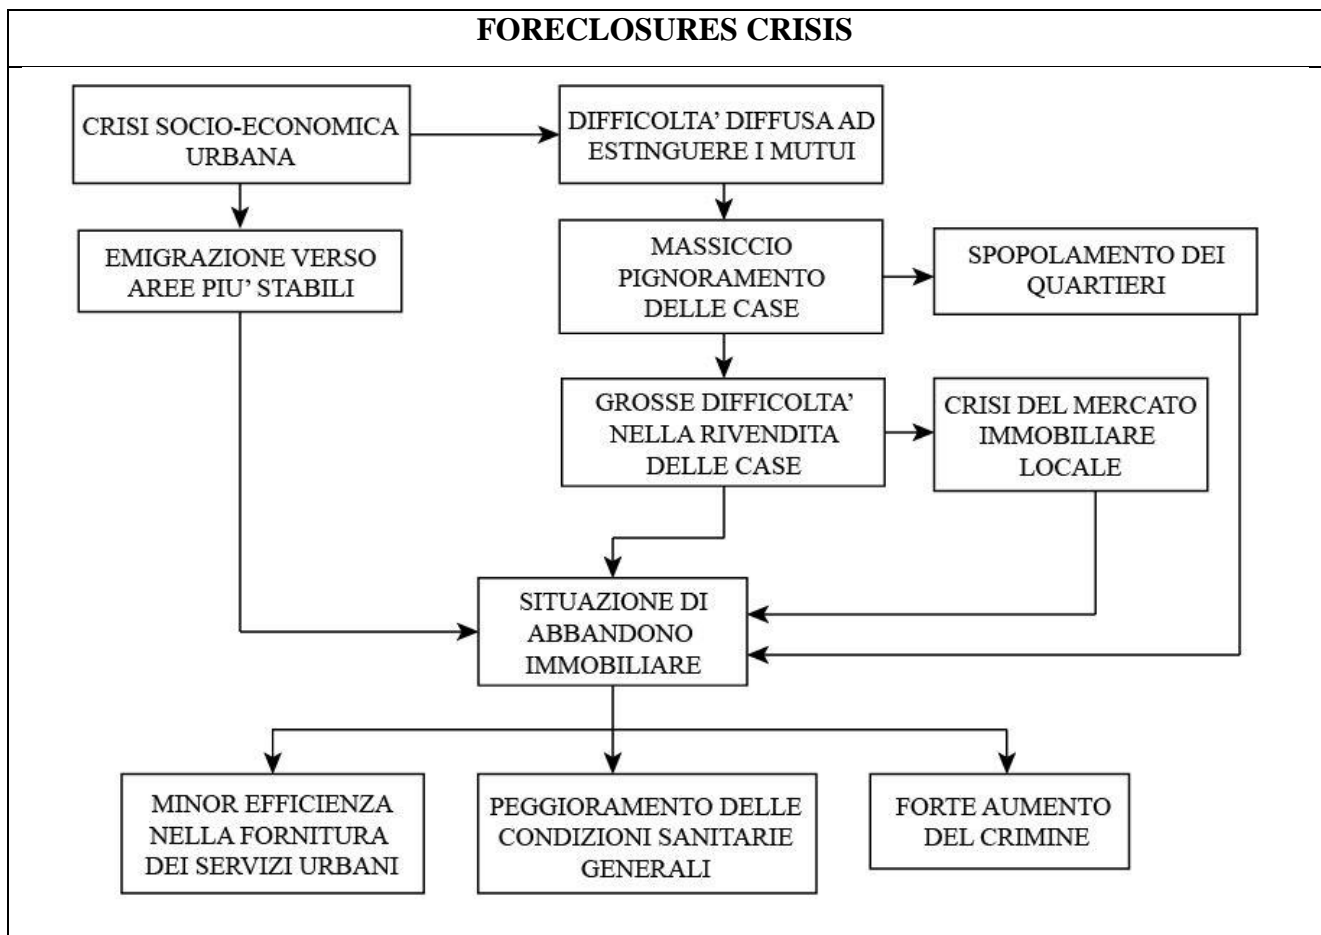 FORECLOSURES CRISIS
CRISI SOCIO-ECONOMICA
URBANA
DIFFICOLTA' DIFFUSA AD
ESTINGUERE I MUTUI
EMIGRAZIONE VERSO
AREE PIU' STABILI
MASSICCIO
PIGNORAMENTO
DELLE CASE
SPOPOLAMENTO DEI
QUARTIERI
GROSSE DIFFICOLTA'
NELLA RIVENDITA
DELLE CASE
CRISI DEL MERCATO
IMMOBILIARE
LOCALE
SITUAZIONE DI
ABBANDONO
IMMOBILIARE
MINOR EFFICIENZA
NELLA FORNITURA
DEI SERVIZI URBANI
PEGGIORAMENTO DELLE
CONDIZIONI SANITARIE
GENERALI
FORTE AUMENTO
DEL CRIMINE